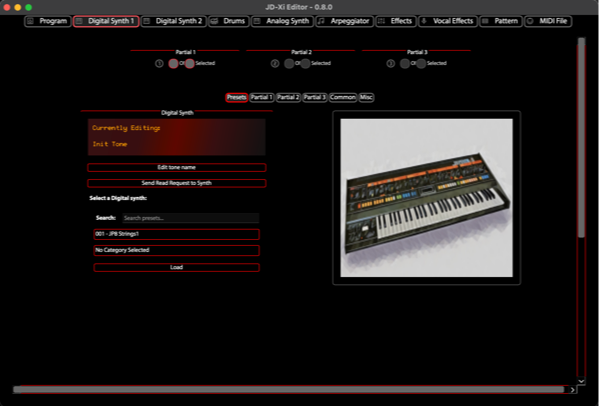 JD-Xi Editor - 0.8.0
Program Digital Synth 1 Digital Synth 2 Drums Analog Synth Arpeggiator Effects Vocal Effects Pattern MIDI File
Partial 1 Partial 2 Partial 3
1 Of Selected 2 Of Selected 3 Of Selected
Presets Partial 1 Partial 2 Partial 3 Common Misc
Digital Synth
Currently Editing:
Init Tone
Edit tone name
Send Read Request to Synth
Select a Digital synth:
Search: Search presets...
001 - JP8 Strings1
No Category Selected
Load